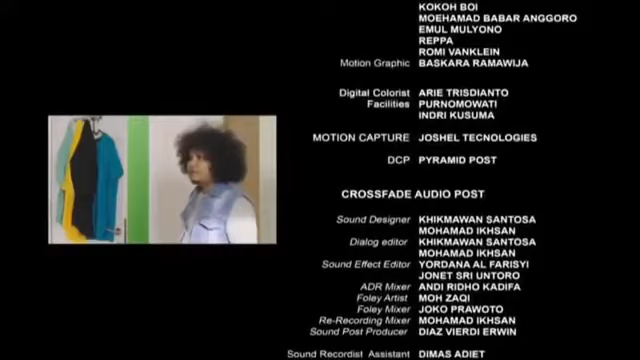 KOKOH BOI
MOEHAMAD BABAR ANGGORO
EMUL MULYONO
REPPA
ROMI VANKLEIN
Motion Graphic BASKARA RAMAWIJA
Digital Colorist ARIE TRISDIANTO
Facilities PURNOMOWATI
INDRI KUSUMA
MOTION CAPTURE JOSHEL TECNOLOGIES
DCP PYRAMID POST
CROSSFADE AUDIO POST
Sound Designer KHIKMAWAN SANTOSA
MOHAMAD IKHSAN
Dialog editor KHIKMAWAN SANTOSA
MOHAMAD IKHSAN
Sound Effect Editor YORDANA AL FARISYI
JONET SRI UNTORO
ADR Mixer ANDI RIDHO KADIFA
Foley Artist MOH ZAQI
Foley Mixer JOKO PRAWOTO
Re-Recording Mixer MOHAMAD IKHSAN
Sound Post Producer DIAZ VIERDI ERWIN
Sound Recordist Assistant DIMAS ADIET